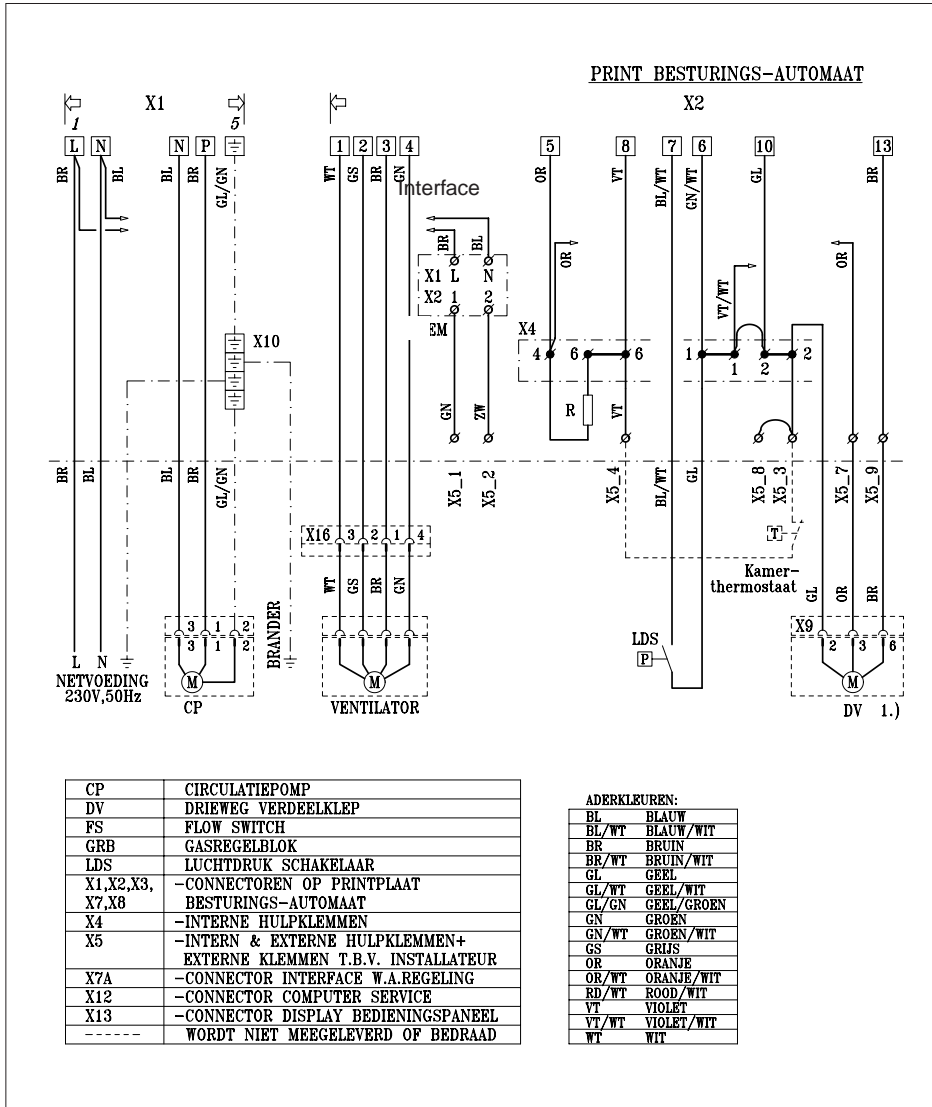 PRINT BESTURINGS-AUTOMAAT
X1 X2
1 5
L N N P 1 2 3 4 5 8 7 6 10 13
BR BL BL BR GL/GN WT GS BR GN OR VT BL/WT GN/WT GL BR
Interface
BR BL OR VT/WT OR
X1 L N
X2 1 2
EM
X10 X4
4 6 6 1 1 2 2
R
GN ZW VT
BR BL BL BR GL/GN X5_1 X5_2 X5_4 BL/WT GL X5_8 X5_3 X5_7 X5_9
X16 3 2 1 4
T
Kamer-
thermostaat
WT GS BR GN GL OR BR
BRANDER
3 1 2
3 1 2
X9
2 3 6
LDS
P
L N
NETVOEDING
230V,50Hz
M M M
CP VENTILATOR DV 1.)
CP CIRCULATIEPOMP
DV DRIEWEG VERDEELKLEP
FS FLOW SWITCH
GRB GASREGELBLOK
LDS LUCHTDRUK SCHAKELAAR
X1,X2,X3, -CONNECTOREN OP PRINTPLAAT
X7,X8 BESTURINGS-AUTOMAAT
X4 -INTERNE HULPKLEMMEN
X5 -INTERN & EXTERNE HULPKLEMMEN+
EXTERNE KLEMMEN T.B.V. INSTALLATEUR
X7A -CONNECTOR INTERFACE W.A.REGELING
X12 -CONNECTOR COMPUTER SERVICE
X13 -CONNECTOR DISPLAY BEDIENINGSPANEEL
------ WORDT NIET MEEGELEVERD OF BEDRAAD
ADERKLEUREN:
BL BLAUW
BL/WT BLAUW/WIT
BR BRUIN
BR/WT BRUIN/WIT
GL GEEL
GL/WT GEEL/WIT
GL/GN GEEL/GROEN
GN GROEN
GN/WT GROEN/WIT
GS GRIJS
OR ORANJE
OR/WT ORANJE/WIT
RD/WT ROOD/WIT
VT VIOLET
VT/WT VIOLET/WIT
WT WIT